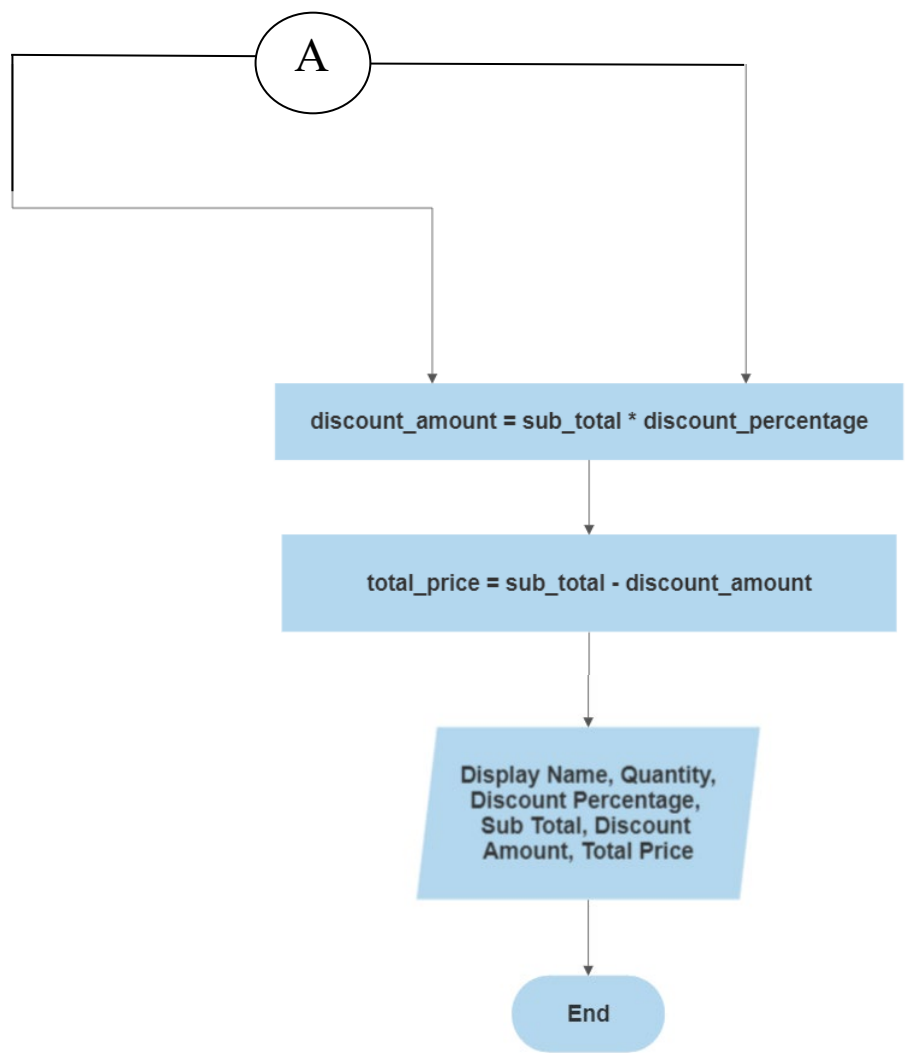 A
discount_amount = sub_total * discount_percentage
total_price = sub_total - discount_amount
Display Name, Quantity,
Discount Percentage,
Sub Total, Discount
Amount, Total Price
End